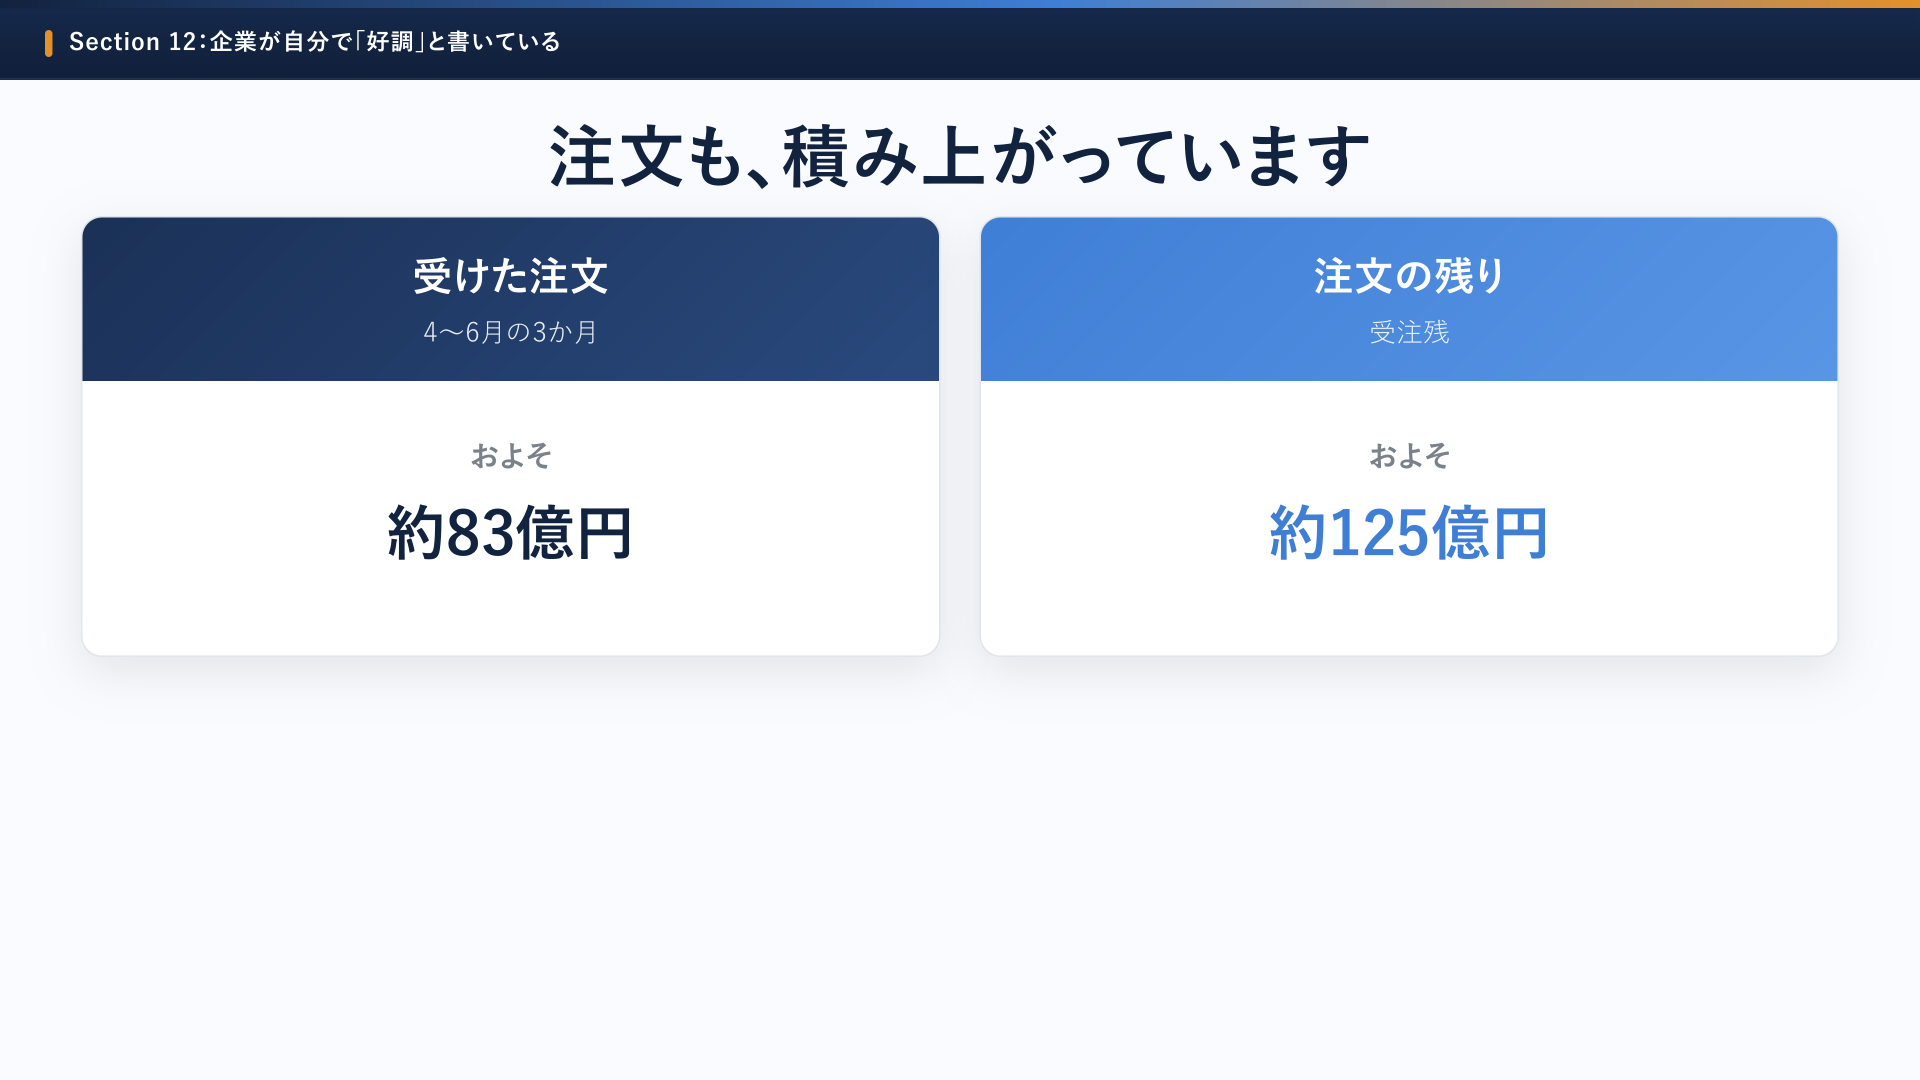 Section 12：企業が自分で「好調」と書いている
注文も、積み上がっています
受けた注文
4〜6月の3か月
およそ
約83億円
注文の残り
受注残
およそ
約125億円